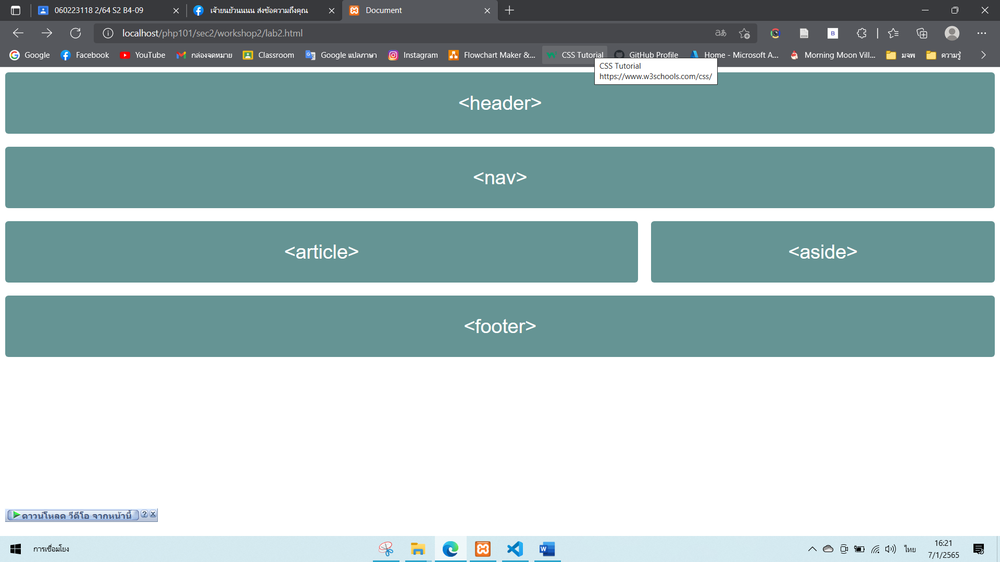 060223118 2/64 S2 B4-09
เจ้ายนย้วนนนน ส่งข้อความถึงคุณ
Document
localhost/php101/sec2/workshop2/lab2.html
Google
Facebook
YouTube
กล่องจดหมาย
Classroom
Google แปลภาษา
Instagram
Flowchart Maker &...
CSS Tutorial
GitHub Profile
Home - Microsoft A...
Morning Moon Vill...
มจพ
ความรู้
CSS Tutorial
https://www.w3schools.com/css/
<header>
<nav>
<article>
<aside>
<footer>
ดาวน์โหลด วีดีโอ จากหน้านี้
การเชื่อมโยง
ไทย
16:21
7/1/2565